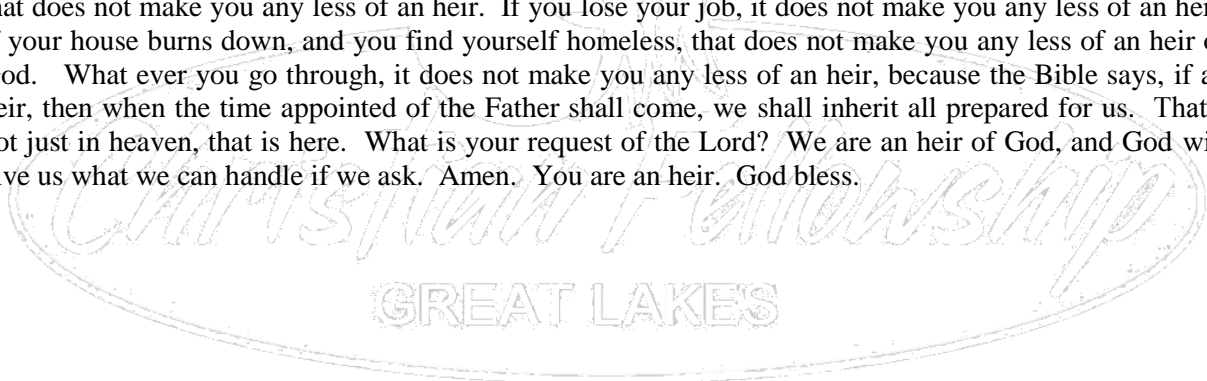 hat does not make you any less of an heir.  If you lose your job, it does not make you any less of an hei
your house burns down, and you find yourself homeless, that does not make you any less of an heir
od.   What ever you go through, it does not make you any less of an heir, because the Bible says, if a
eir, then when the time appointed of the Father shall come, we shall inherit all prepared for us.  That
ot just in heaven, that is here.  What is your request of the Lord?  We are an heir of God, and God wi
ive us what we can handle if we ask.  Amen.  You are an heir.  God bless.
Christian Fellowship
GREAT LAKES